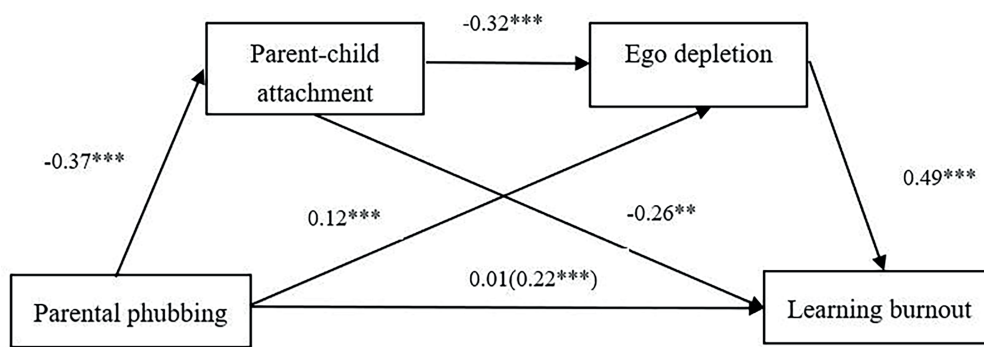 -0.32***
Parent-child
attachment
Ego depletion
-0.37***
0.49***
0.12***
-0.26**
0.01(0.22***)
Parental phubbing
Learning burnout